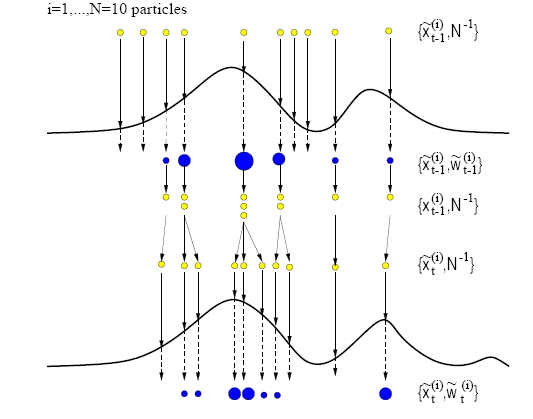 i=1,...,N=10 particles
{x̃_{t-1}^{(i)},N^{-1}}
{x̃_{t-1}^{(i)},w̃_{t-1}^{(i)}}
{x_{t-1}^{(i)},N^{-1}}
{x̃_t^{(i)},N^{-1}}
{x̃_t^{(i)},w̃_t^{(i)}}